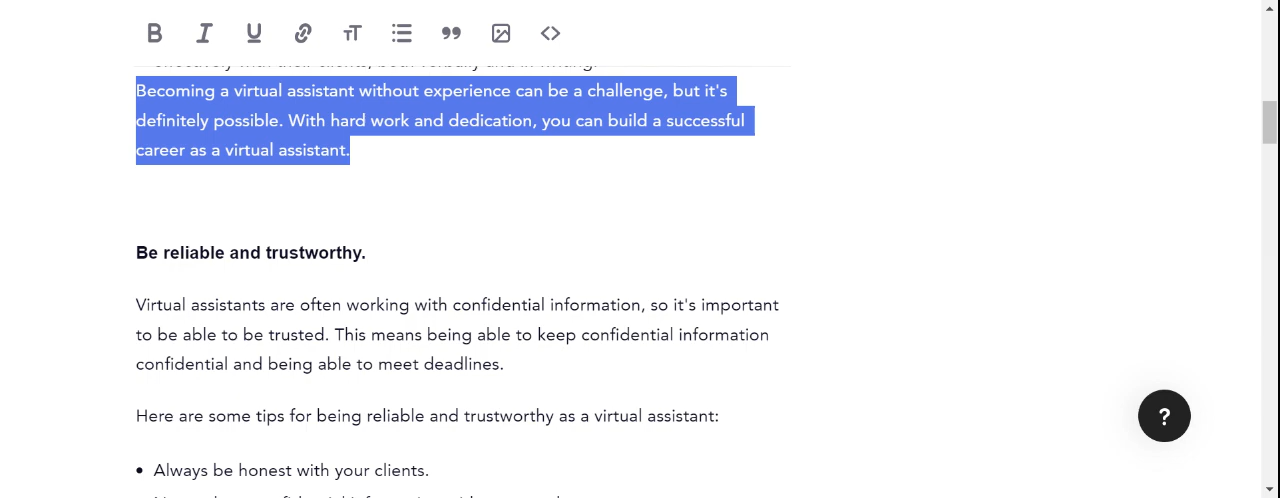 Becoming a virtual assistant without experience can be a challenge, but it's
definitely possible. With hard work and dedication, you can build a successful
career as a virtual assistant.
Be reliable and trustworthy.
Virtual assistants are often working with confidential information, so it's important
to be able to be trusted. This means being able to keep confidential information
confidential and being able to meet deadlines.
Here are some tips for being reliable and trustworthy as a virtual assistant:
• Always be honest with your clients.
?